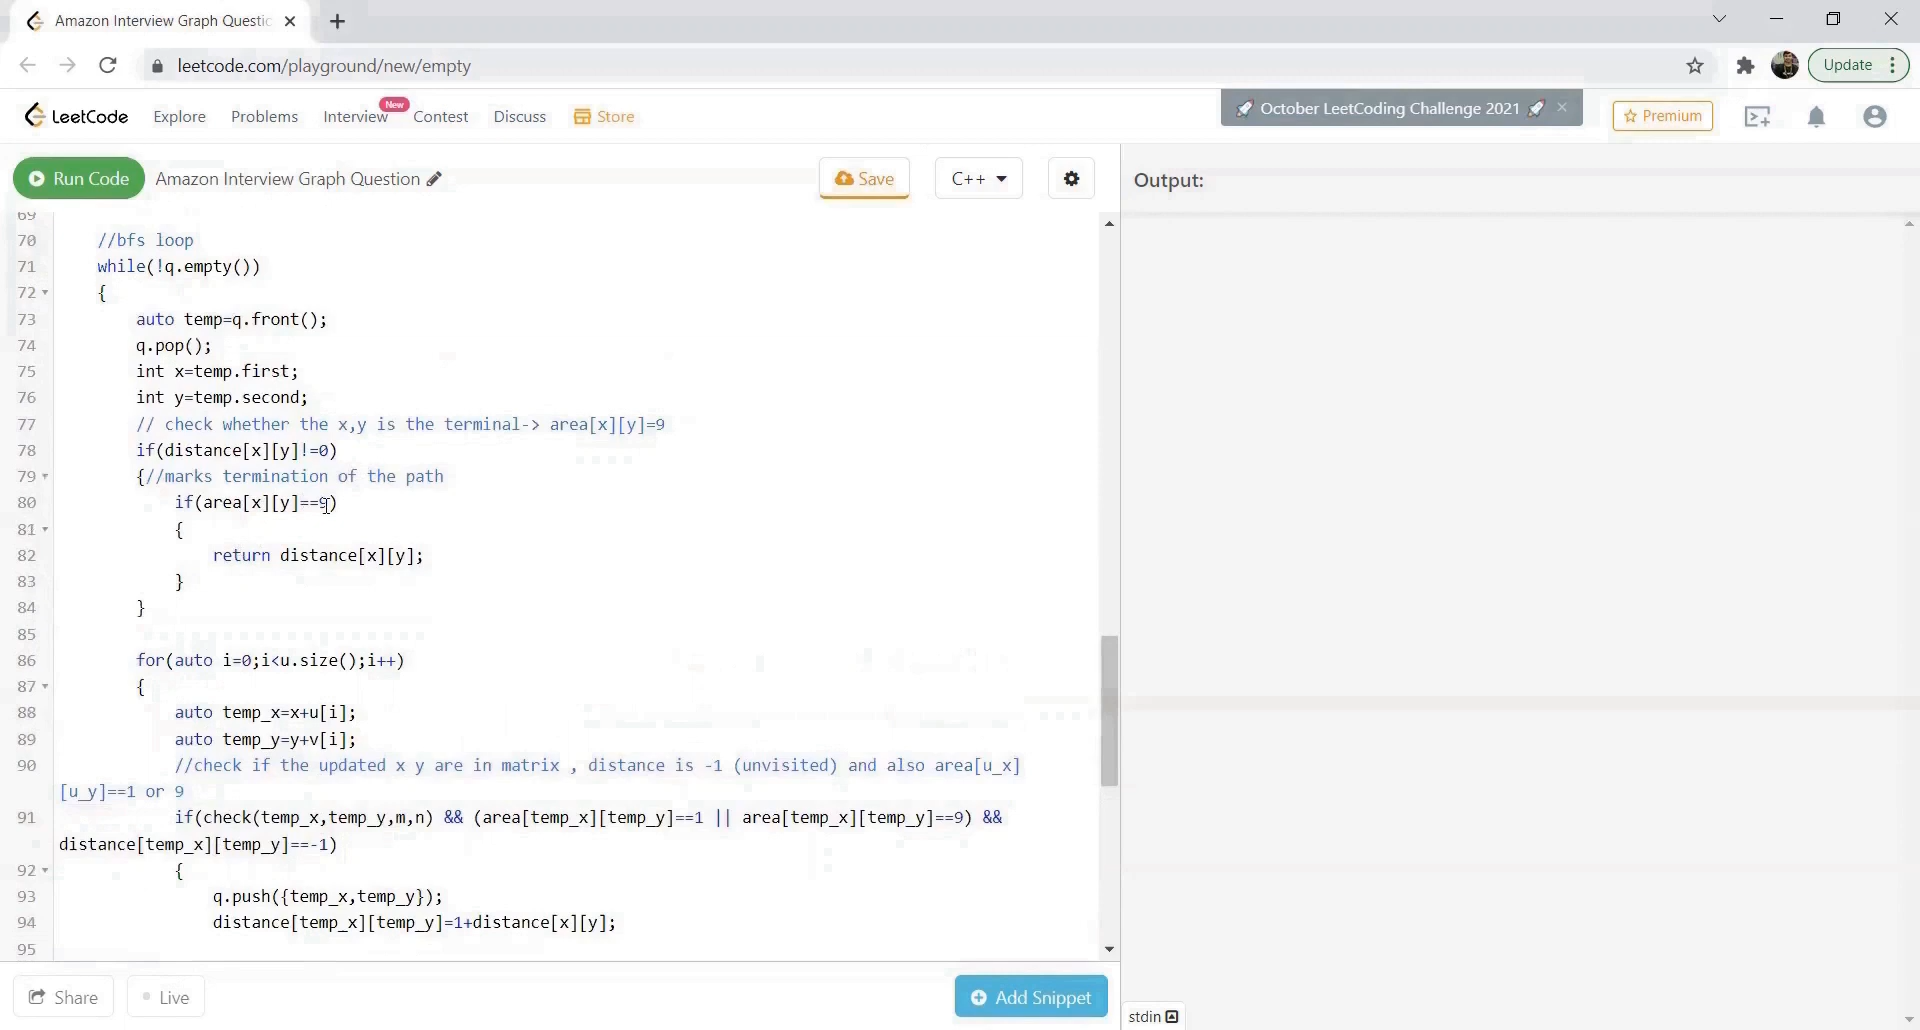 Amazon Interview Graph Questic
leetcode.com/playground/new/empty
Update
LeetCode
Explore
Problems
Interview
New
Contest
Discuss
Store
October LeetCoding Challenge 2021
Premium
Run Code
Amazon Interview Graph Question
Save
C++
Output:
69
70 //bfs loop
71 while(!q.empty())
72 {
73 auto temp=q.front();
74 q.pop();
75 int x=temp.first;
76 int y=temp.second;
77 // check whether the x,y is the terminal-> area[x][y]=9
78 if(distance[x][y]!=0)
79 {//marks termination of the path
80 if(area[x][y]==9)
81 {
82 return distance[x][y];
83 }
84 }
85
86 for(auto i=0;i<u.size();i++)
87 {
88 auto temp_x=x+u[i];
89 auto temp_y=y+v[i];
90 //check if the updated x y are in matrix , distance is -1 (unvisited) and also area[u_x]
[u_y]==1 or 9
91 if(check(temp_x,temp_y,m,n) && (area[temp_x][temp_y]==1 || area[temp_x][temp_y]==9) &&
distance[temp_x][temp_y]==-1)
92 {
93 q.push({temp_x,temp_y});
94 distance[temp_x][temp_y]=1+distance[x][y];
95
Share
Live
Add Snippet
stdin